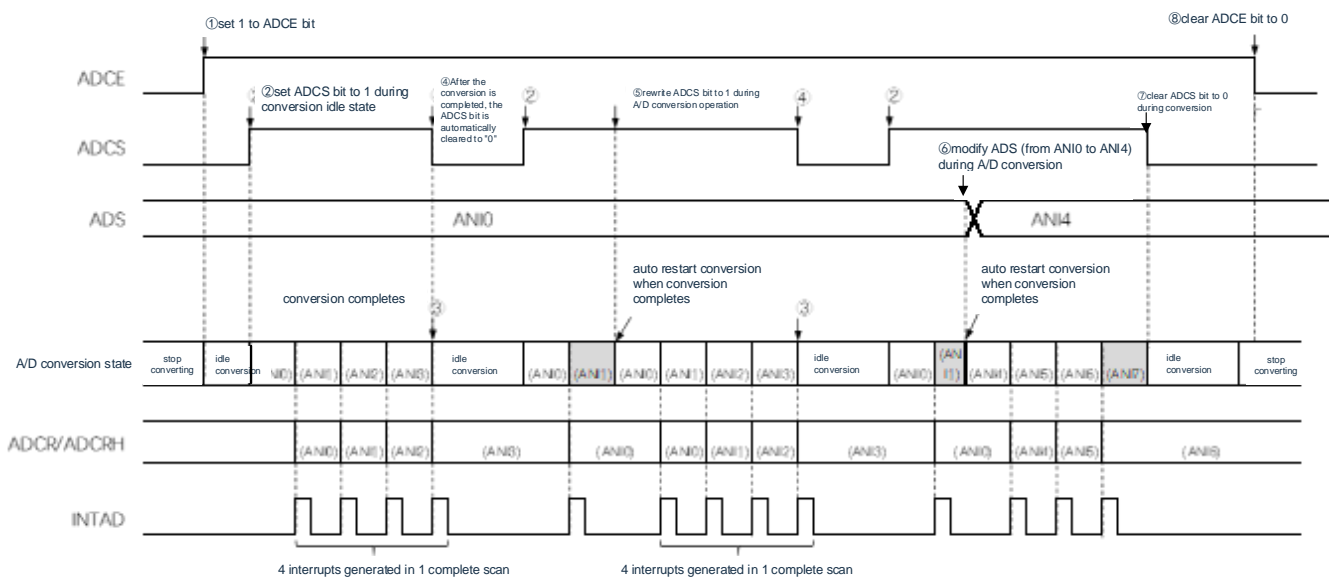 ①set 1 to ADCE bit
⑧clear ADCE bit to 0
ADCE
②set ADCS bit to 1 during
conversion idle state
④After the
conversion is
completed, the
ADCS bit is
automatically
cleared to "0"
②
⑤rewrite ADCS bit to 1 during
A/D conversion operation
④
②
⑦clear ADCS bit to 0
during conversion
ADCS
⑥modify ADS (from ANI0 to ANI4)
during A/D conversion
ADS
ANI0
ANI4
conversion completes
③
auto restart conversion
when conversion
completes
③
auto restart conversion
when conversion
completes
A/D conversion state
stop
converting
idle
conversion
(ANI1)
(ANI2)
(ANI3)
idle
conversion
(ANI0)
(ANI1)
(ANI0)
(ANI1)
(ANI2)
(ANI3)
idle
conversion
(ANI0)
(ANI
I1)
(ANI4)
(ANI5)
(ANI6)
(ANI7)
idle
conversion
stop
converting
ADCR/ADCRH
(ANI0)
(ANI1)
(ANI2)
(ANI3)
(ANI0)
(ANI0)
(ANI1)
(ANI2)
(ANI3)
(ANI0)
(ANI4)
(ANI5)
(ANI6)
INTAD
4 interrupts generated in 1 complete scan
4 interrupts generated in 1 complete scan